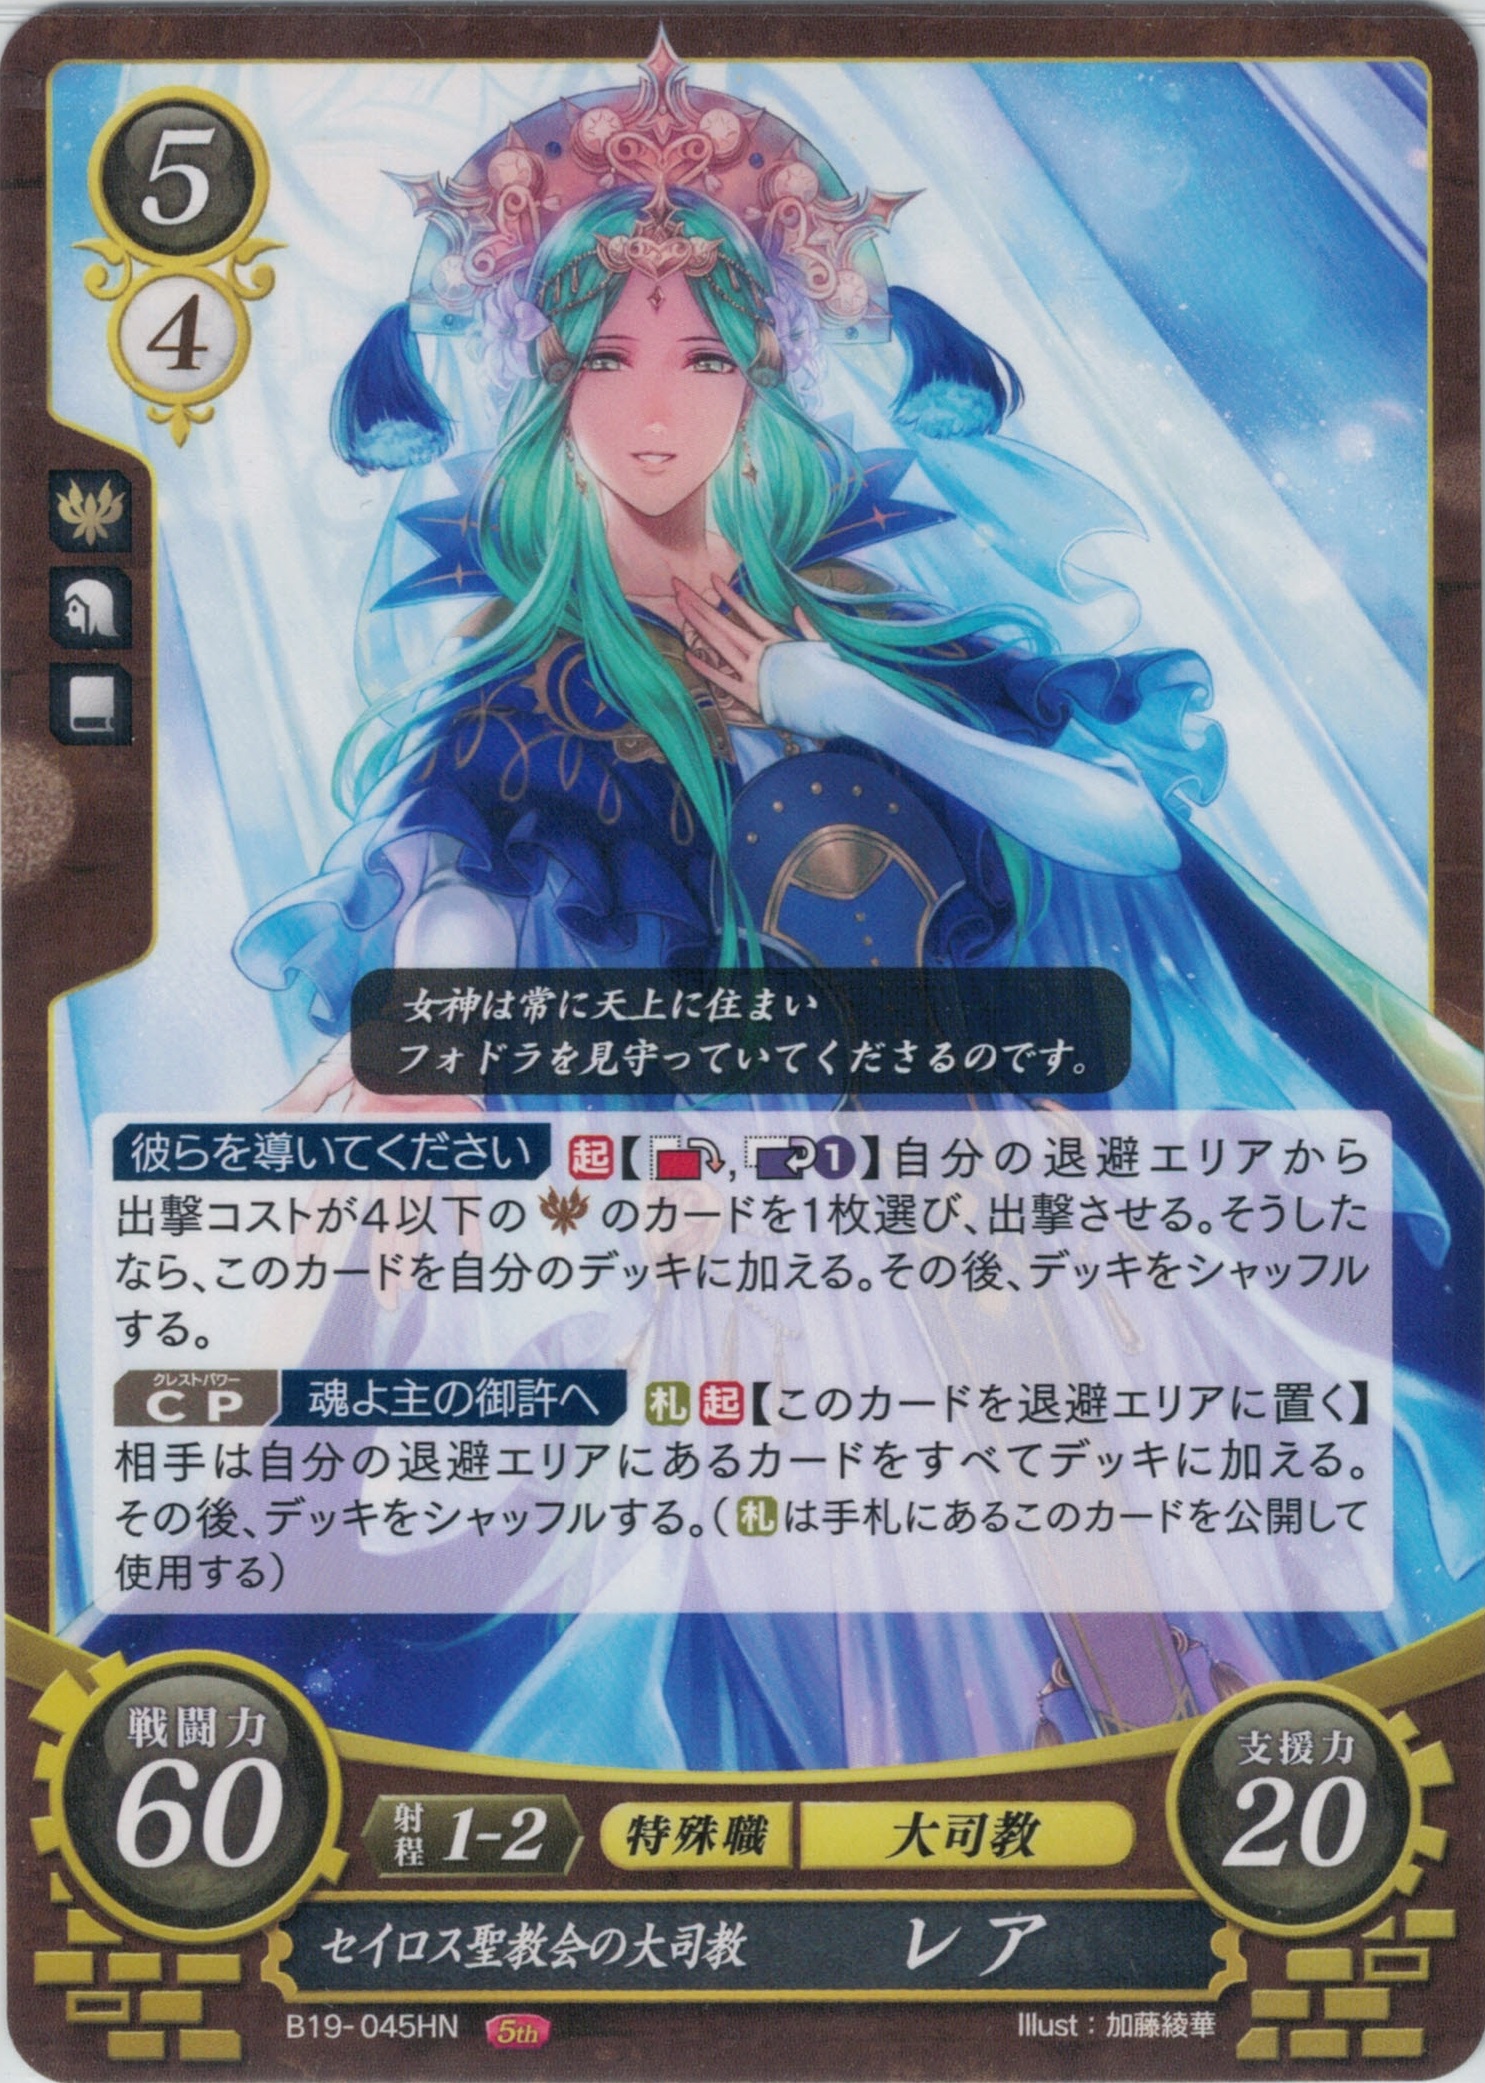 5
4
女神は常に天上に住まい
フォドラを見守っていてくださるのです。
彼らを導いてください 起【 , 1】自分の退避エリアから
出撃コストが4以下の のカードを1枚選び、出撃させる。そうした
なら、このカードを自分のデッキに加える。その後、デッキをシャッフル
する。
クレストパワー
CP 魂よ主の御許へ 札 起【このカードを退避エリアに置く】
相手は自分の退避エリアにあるカードをすべてデッキに加える。
その後、デッキをシャッフルする。(札は手札にあるこのカードを公開して
使用する)
戦闘力
60
射程 1-2 特殊職 大司教
支援力
20
セイロス聖教会の大司教 レア
B19-045HN 5th Illust:加藤綾華